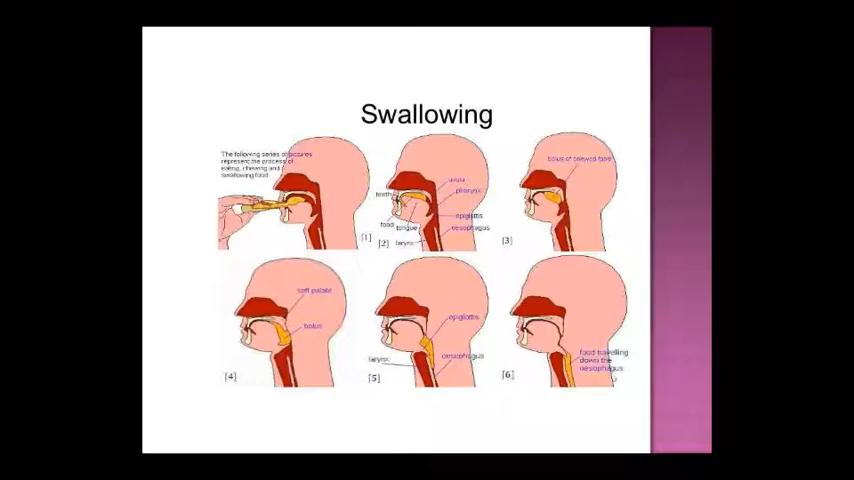 Swallowing
The following series of pictures
represent the process of
eating, chewing and
swallowing food
[1]
teeth
uvula
pharynx
epiglottis
oesophagus
food
tongue
larynx
[2]
bolus of chewed food
[3]
soft palate
bolus
[4]
epiglottis
larynx
oesophagus
[5]
food travelling
down the
oesophagus
[6]